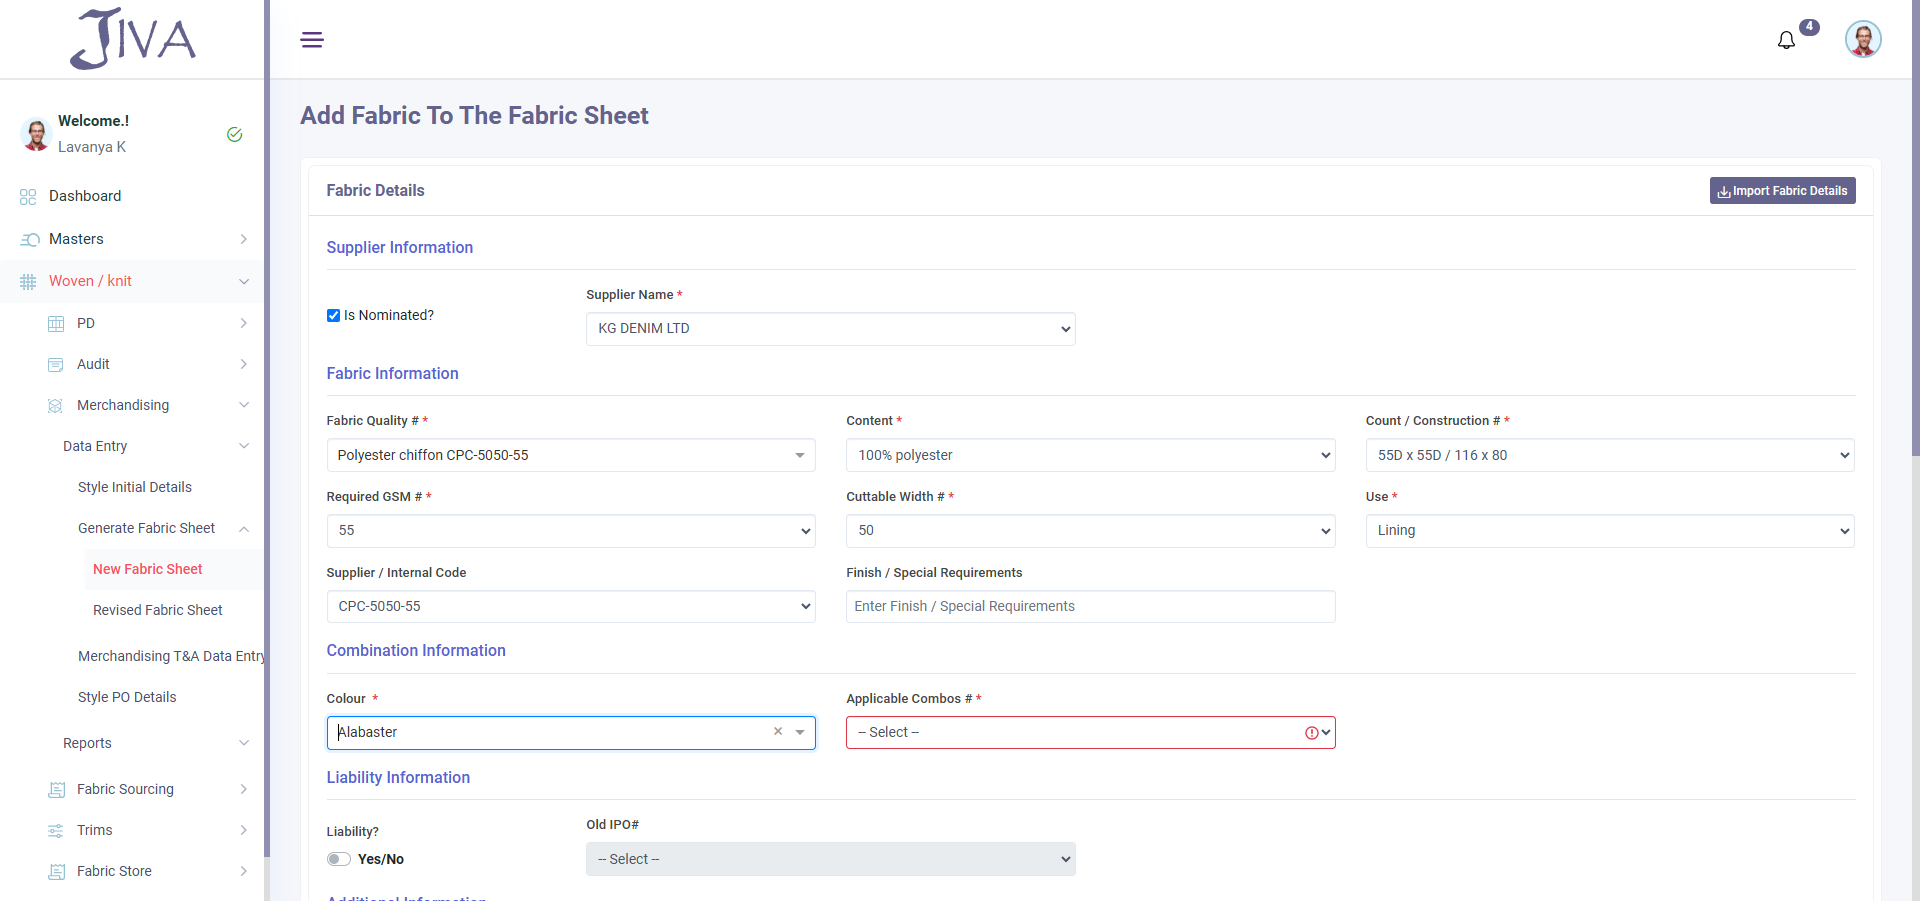 JIVA
4
Welcome.!
Lavanya K
Dashboard
Masters
Woven / knit
PD
Audit
Merchandising
Data Entry
Style Initial Details
Generate Fabric Sheet
New Fabric Sheet
Revised Fabric Sheet
Merchandising T&A Data Entry
Style PO Details
Reports
Fabric Sourcing
Trims
Fabric Store
Add Fabric To The Fabric Sheet
Fabric Details
Import Fabric Details
Supplier Information
Is Nominated?
Supplier Name *
KG DENIM LTD
Fabric Information
Fabric Quality # *
Content *
Count / Construction # *
Polyester chiffon CPC-5050-55
100% polyester
55D x 55D / 116 x 80
Required GSM # *
Cuttable Width # *
Use *
55
50
Lining
Supplier / Internal Code
Finish / Special Requirements
CPC-5050-55
Enter Finish / Special Requirements
Combination Information
Colour *
Applicable Combos # *
Alabaster
-- Select --
Liability Information
Liability?
Old IPO#
Yes/No
-- Select --
Additional Information